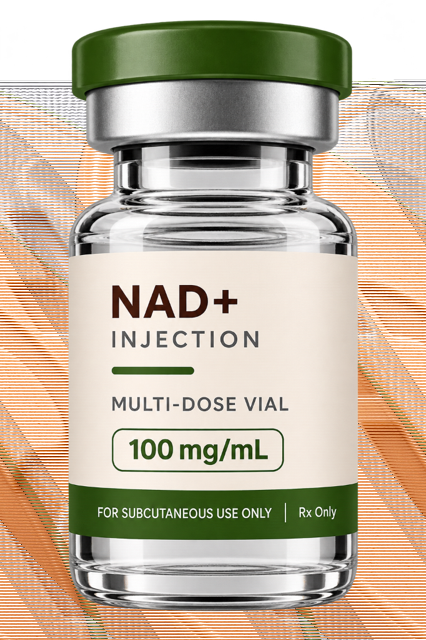 NAD+
INJECTION
MULTI-DOSE VIAL
100 mg/mL
FOR SUBCUTANEOUS USE ONLY | Rx Only